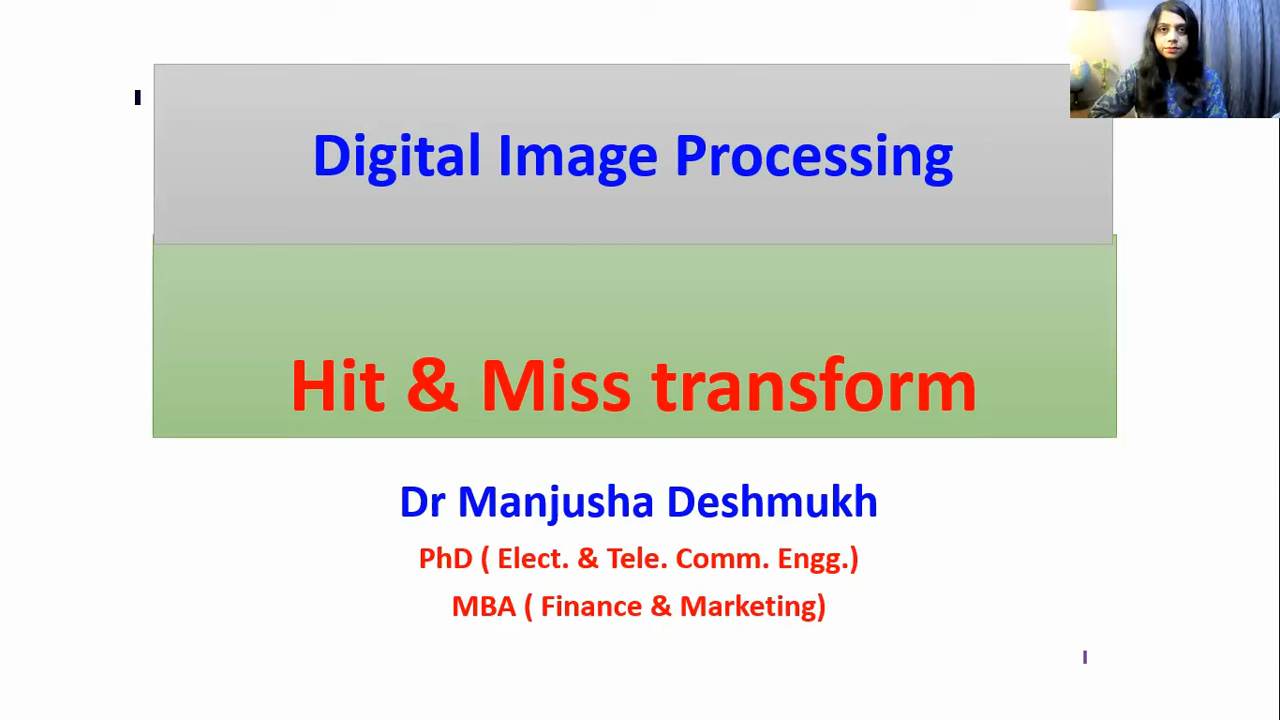 Digital Image Processing
Hit & Miss transform
Dr Manjusha Deshmukh
PhD ( Elect. & Tele. Comm. Engg.)
MBA ( Finance & Marketing)